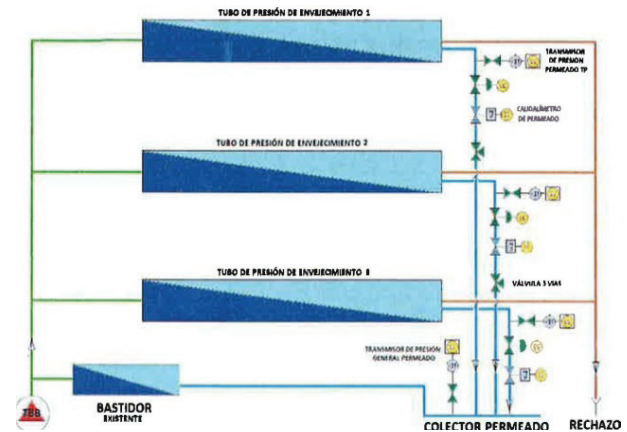 TUBO DE PRESIÓN DE ENVEJECIMIENTO 1
TRANSMISOR
DE PRESIÓN
PERMEADO TP
CAUDALÍMETRO
DE PERMEADO
TUBO DE PRESIÓN DE ENVEJECIMIENTO 2
VÁLVULA 3 VIAS
TUBO DE PRESIÓN DE ENVEJECIMIENTO 3
TRANSMISOR DE PRESIÓN
GENERAL PERMEADO
BASTIDOR
EXISTENTE
TBB
COLECTOR PERMEADO
RECHAZO